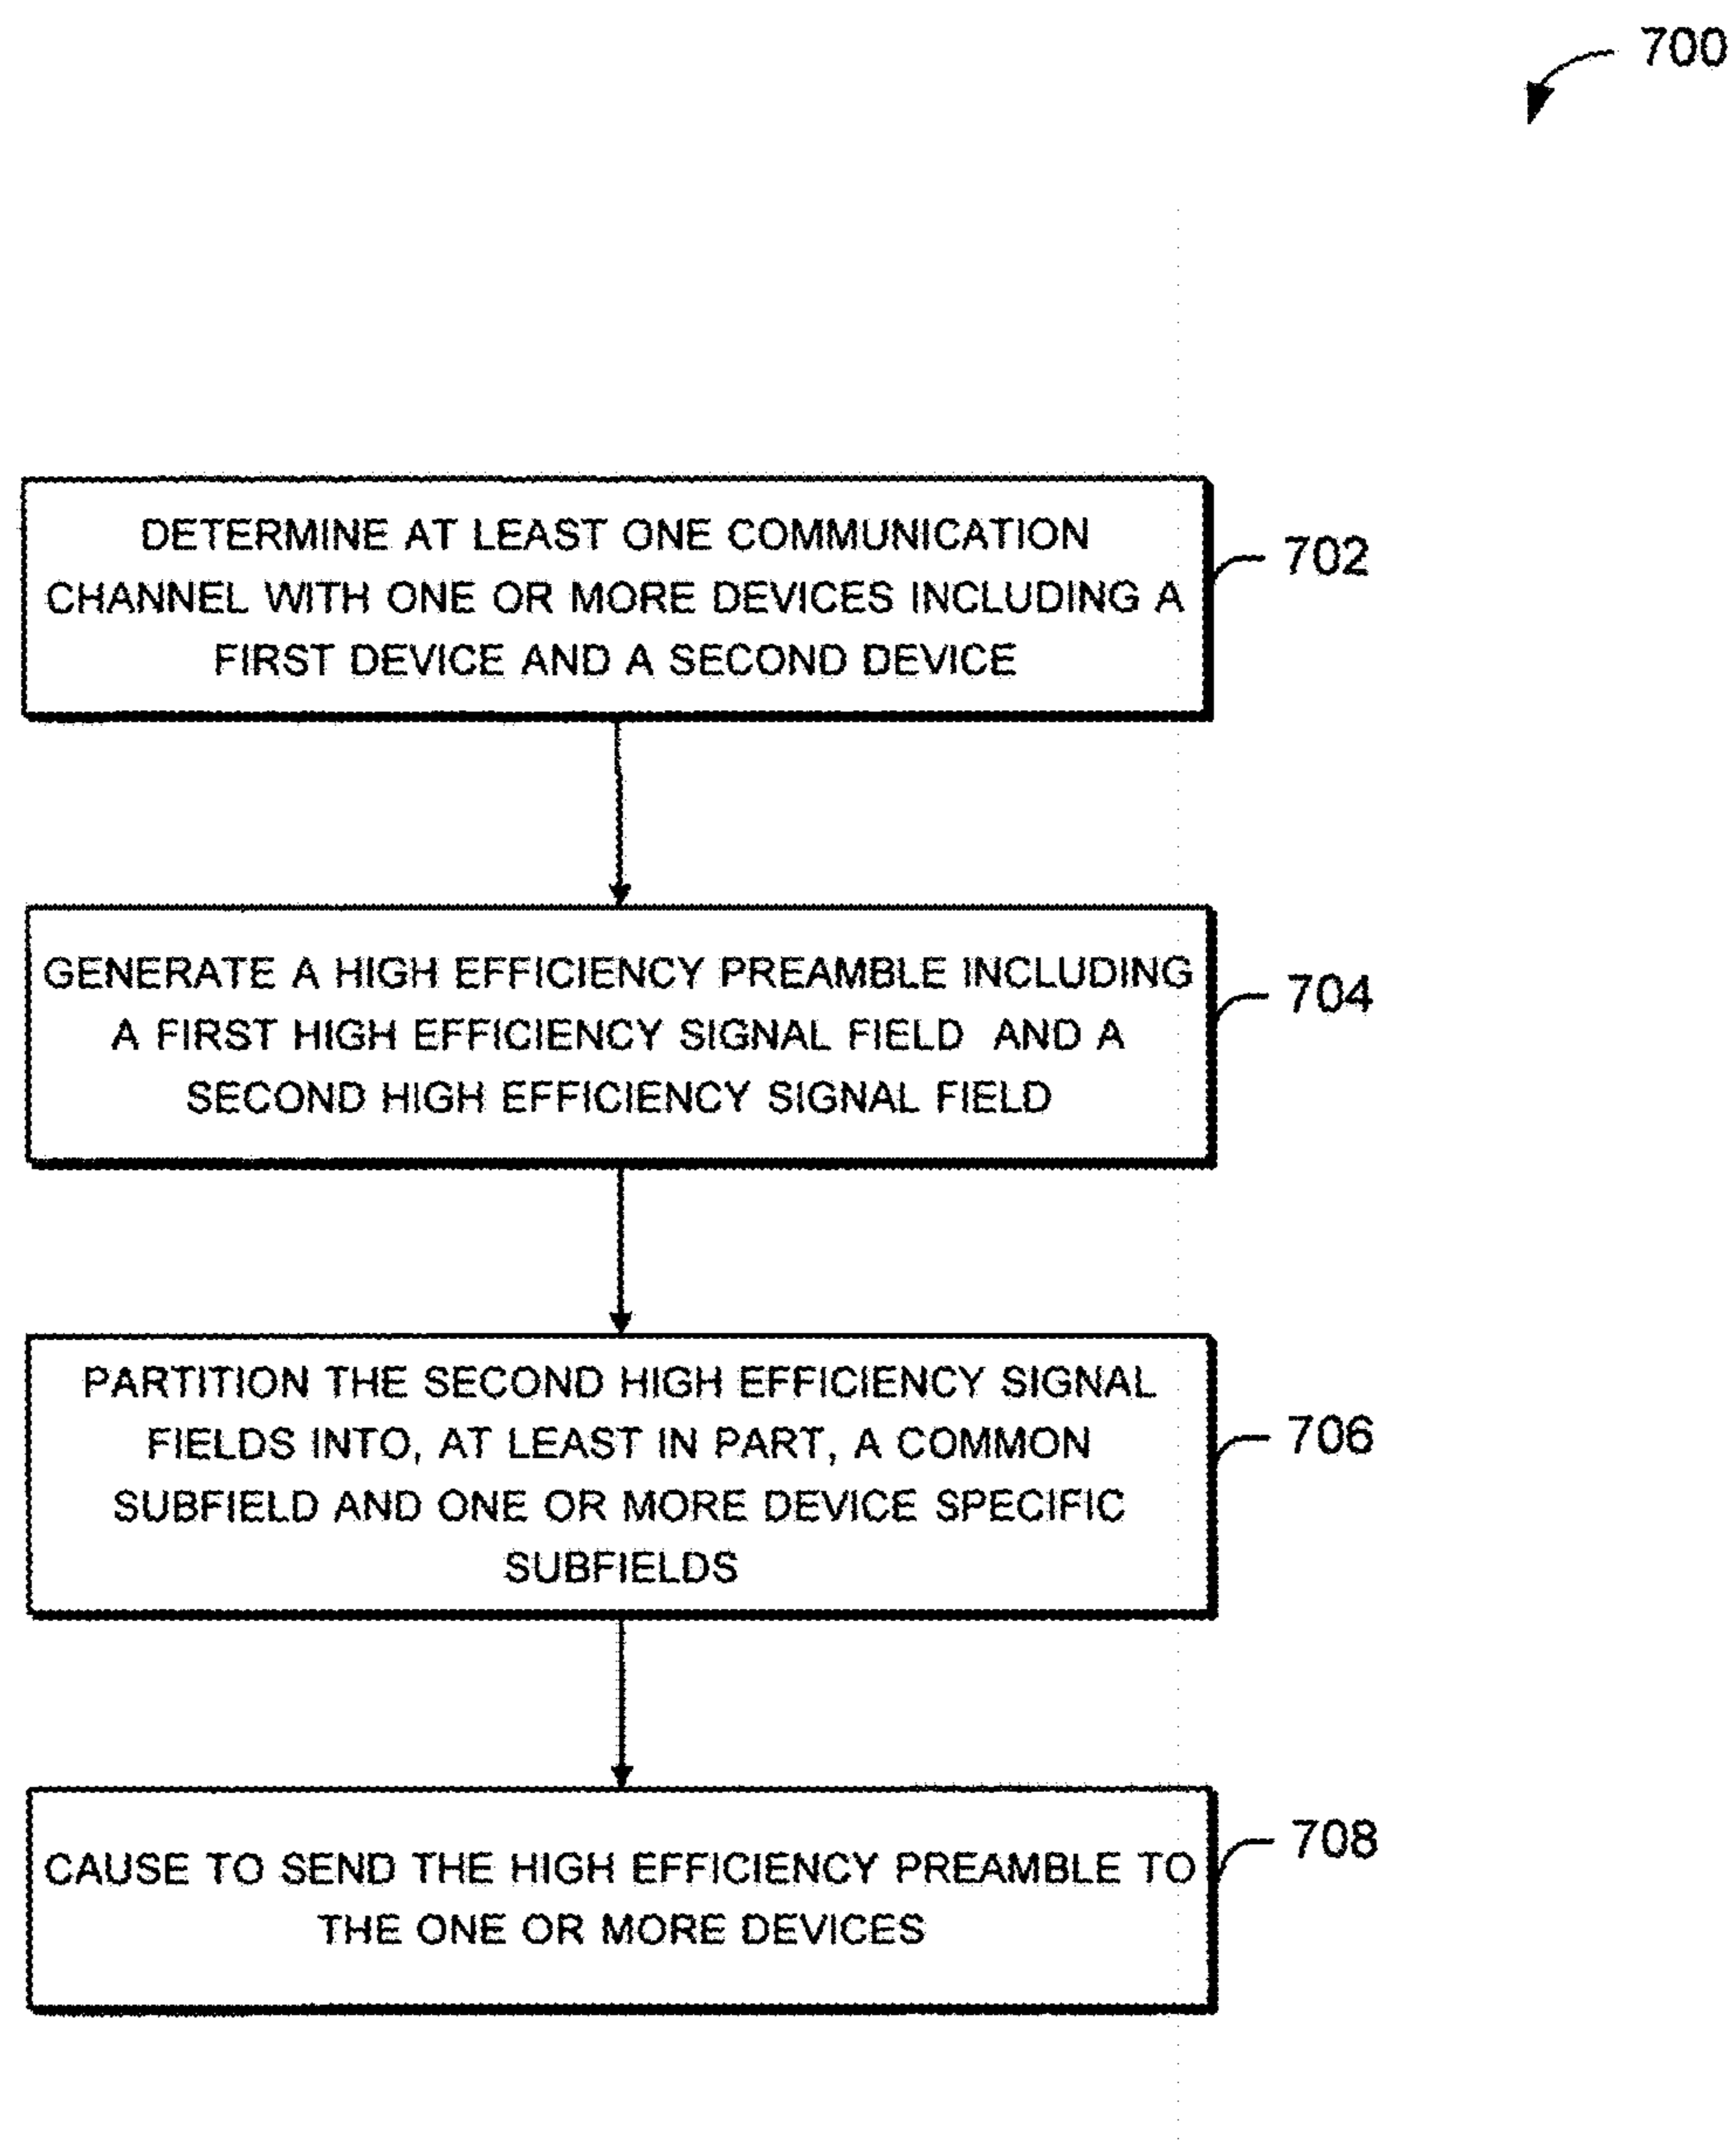 700
DETERMINE AT LEAST ONE COMMUNICATION
CHANNEL WITH ONE OR MORE DEVICES INCLUDING A
FIRST DEVICE AND A SECOND DEVICE
702
GENERATE A HIGH EFFICIENCY PREAMBLE INCLUDING
A FIRST HIGH EFFICIENCY SIGNAL FIELD AND A
SECOND HIGH EFFICIENCY SIGNAL FIELD
704
PARTITION THE SECOND HIGH EFFICIENCY SIGNAL
FIELDS INTO, AT LEAST IN PART, A COMMON
SUBFIELD AND ONE OR MORE DEVICE SPECIFIC
SUBFIELDS
706
CAUSE TO SEND THE HIGH EFFICIENCY PREAMBLE TO
THE ONE OR MORE DEVICES
708